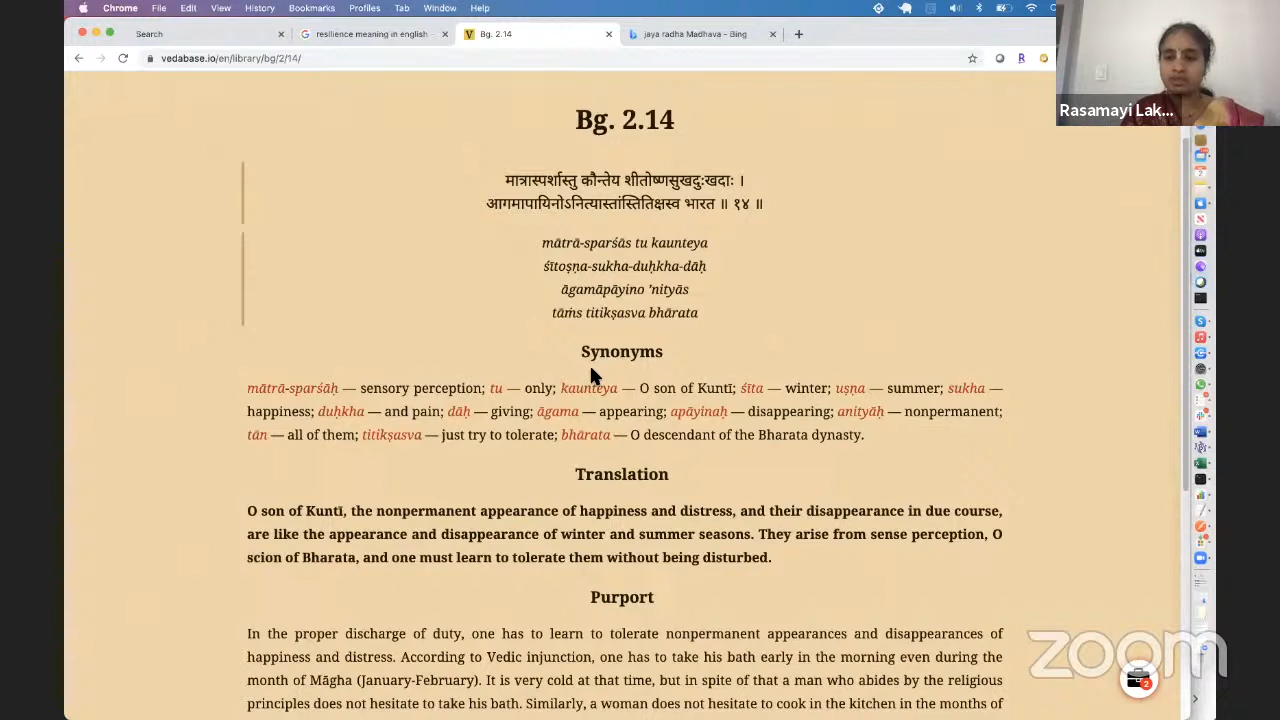 Chrome File Edit View History Bookmarks Profiles Tab Window Help
Search
resilience meaning in english -
Bg. 2.14
jaya radha Madhava - Bing
vedabase.io/en/library/bg/2/14/
Rasamayi Lak...
Bg. 2.14
मात्रास्पर्शास्तु कौन्तेय शीतोष्णसुखदुःखदाः ।
आगमापायिनोऽनित्यास्तांस्तितिक्षस्व भारत ॥ १४ ॥
mātrā-sparśās tu kaunteya
śītoṣṇa-sukha-duḥkha-dāḥ
āgamāpāyino ’nityās
tāṁs titikṣasva bhārata
Synonyms
mātrā-sparśāḥ — sensory perception; tu — only; kaunteya — O son of Kuntī; śīta — winter; uṣṇa — summer; sukha —
happiness; duḥkha — and pain; dāḥ — giving; āgama — appearing; apāyinaḥ — disappearing; anityāḥ — nonpermanent;
tān — all of them; titikṣasva — just try to tolerate; bhārata — O descendant of the Bharata dynasty.
Translation
O son of Kuntī, the nonpermanent appearance of happiness and distress, and their disappearance in due course,
are like the appearance and disappearance of winter and summer seasons. They arise from sense perception, O
scion of Bharata, and one must learn to tolerate them without being disturbed.
Purport
In the proper discharge of duty, one has to learn to tolerate nonpermanent appearances and disappearances of
happiness and distress. According to Vedic injunction, one has to take his bath early in the morning even during the
month of Māgha (January-February). It is very cold at that time, but in spite of that a man who abides by the religious
principles does not hesitate to take his bath. Similarly, a woman does not hesitate to cook in the kitchen in the months of
zoom
2